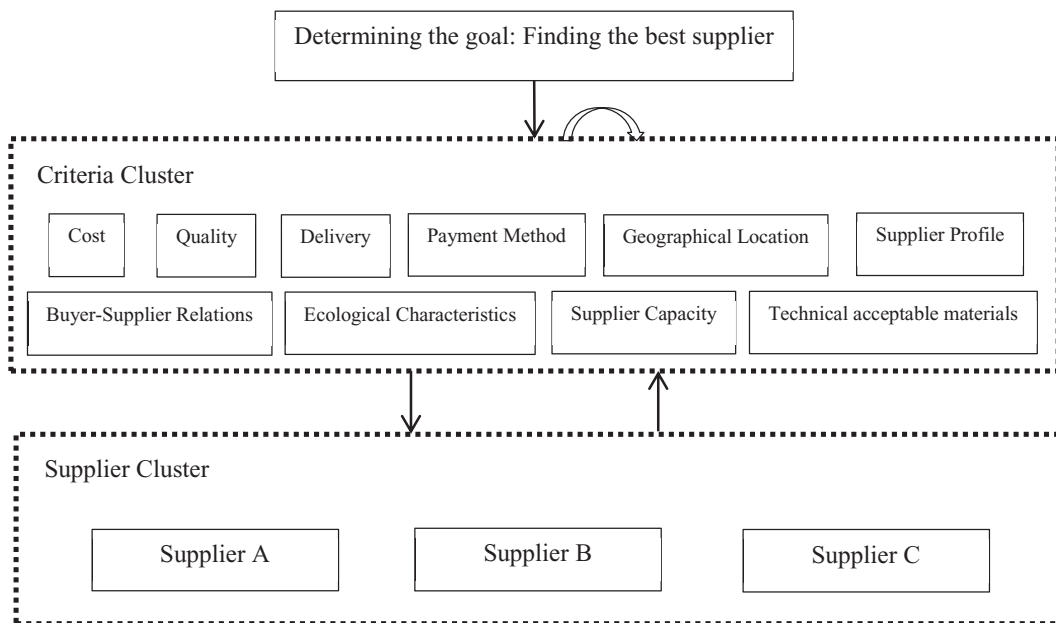 Determining the goal: Finding the best supplier
Criteria Cluster
Cost
Quality
Delivery
Payment Method
Geographical Location
Supplier Profile
Buyer-Supplier Relations
Ecological Characteristics
Supplier Capacity
Technical acceptable materials
Supplier Cluster
Supplier A
Supplier B
Supplier C